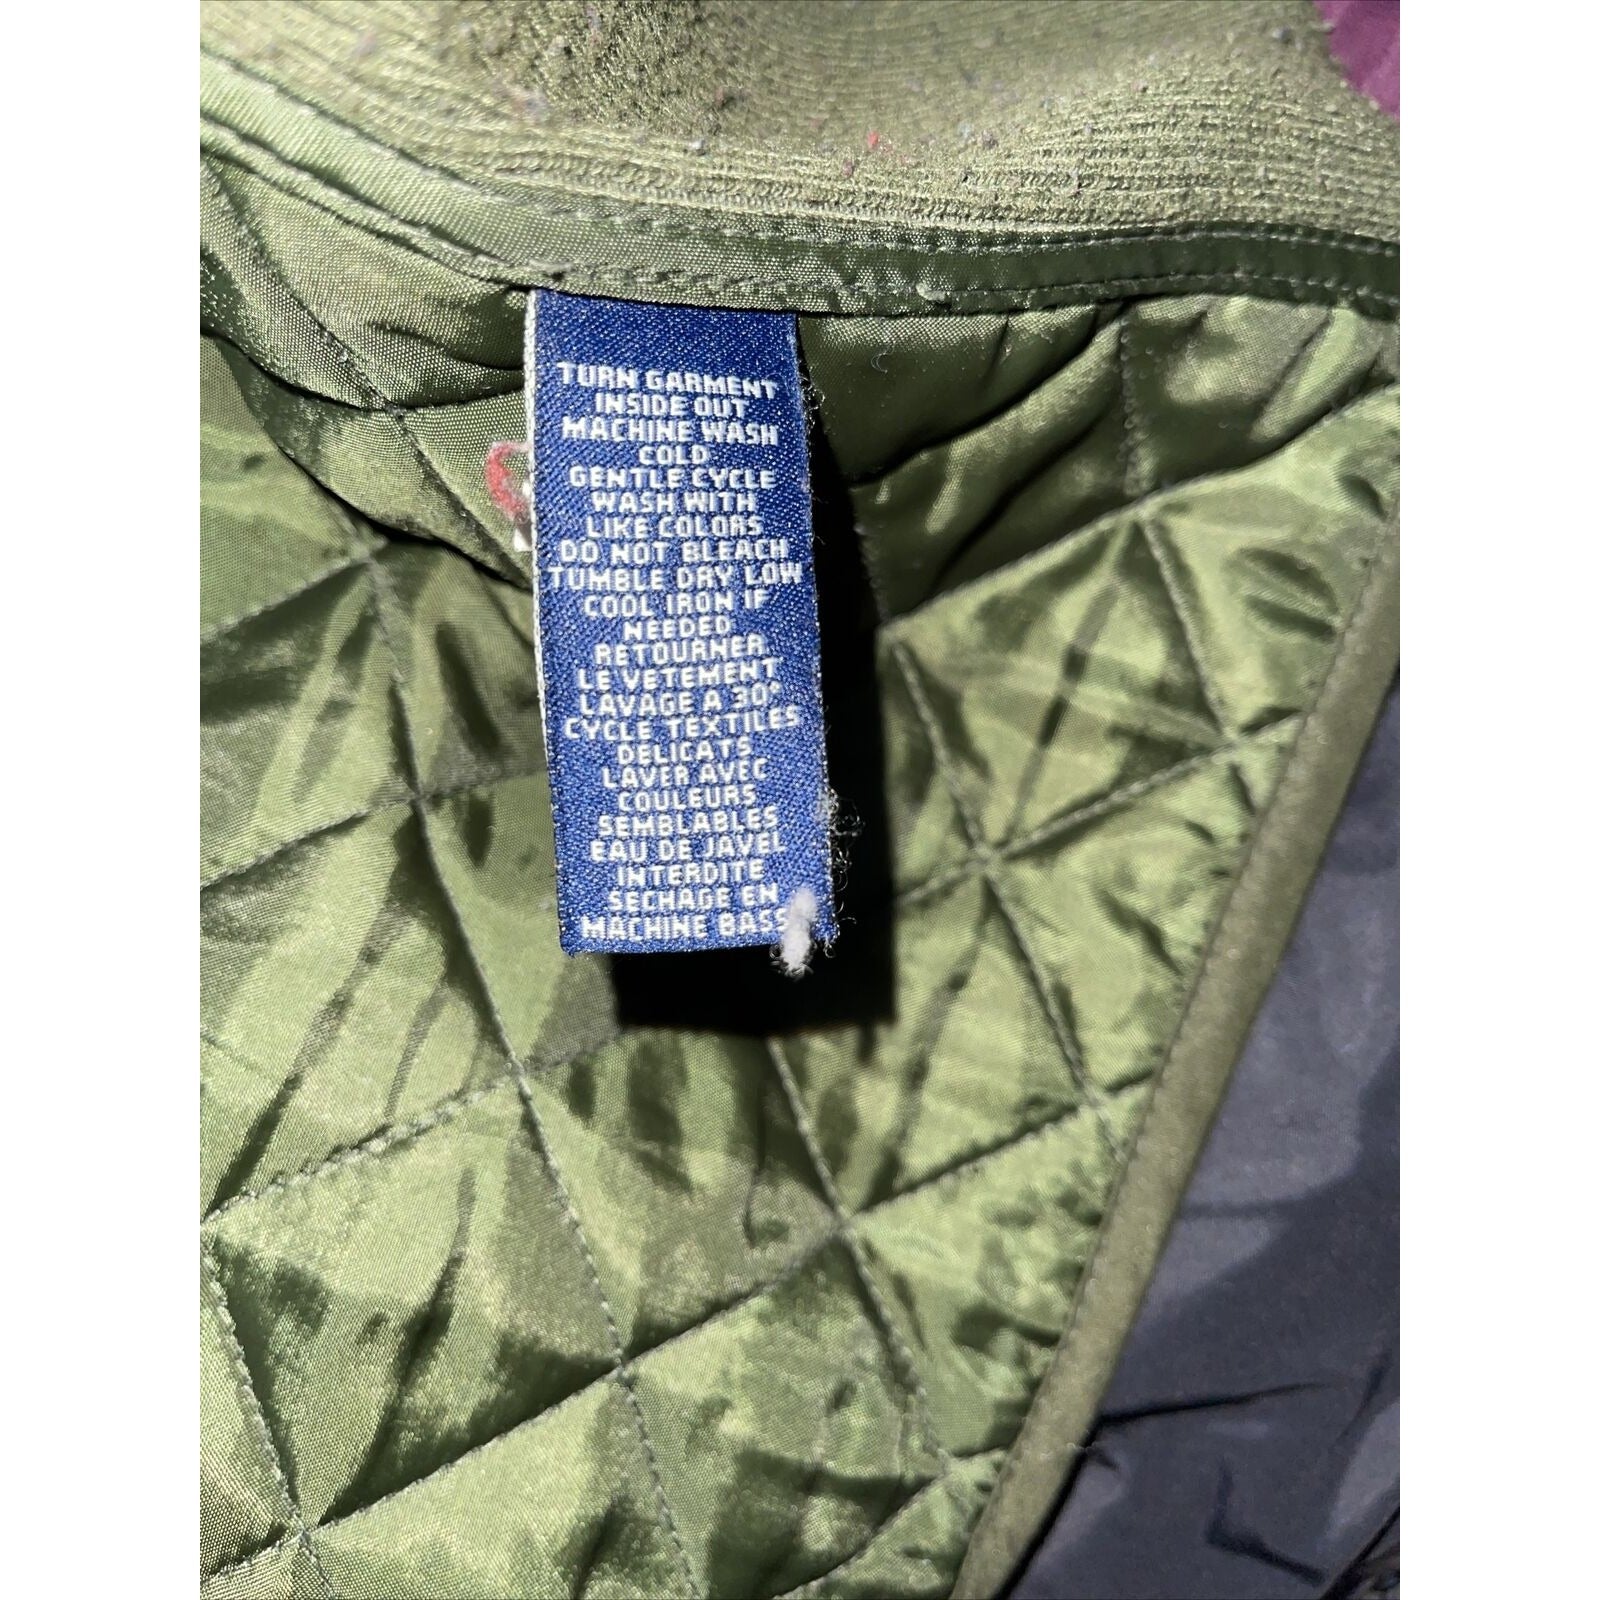 TURN GARMENT
INSIDE OUT
MACHINE WASH
COLD
GENTLE CYCLE
WASH WITH
LIKE COLORS
DO NOT BLEACH
TUMBLE DRY LOW
COOL IRON IF
NEEDED
RETOURNER
LE VETEMENT
LAVAGE A 30°
CYCLE TEXTILES
DELICATS
LAVER AVEC
COULEURS
SEMBLABLES
EAU DE JAVEL
INTERDITE
SECHAGE EN
MACHINE BASS